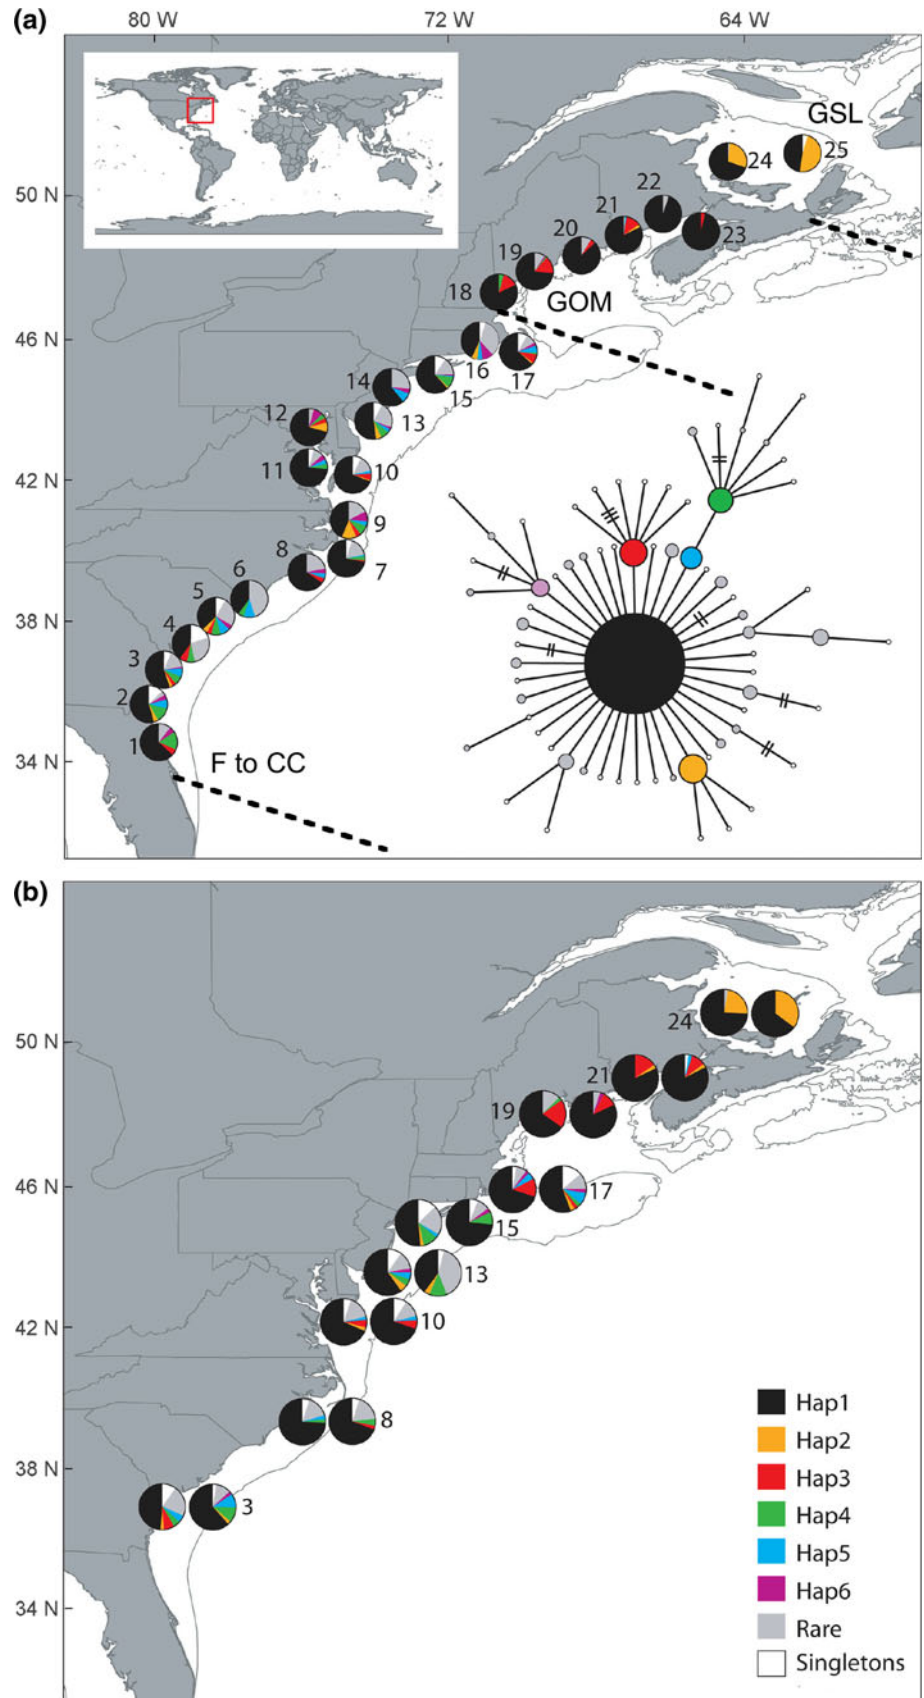 (a)
80 W 72 W 64 W
GSL
24 25
50 N
22
21
20
23
19
18
GOM
46 N
16 17
14
15
12
13
11 10
42 N
9
8
7
6
5
38 N
4
3
2
1
F to CC
34 N
(b)
24
50 N
21
19
46 N
17
15
13
42 N
10
8
Hap1
Hap2
38 N
Hap3
3
Hap4
Hap5
Hap6
34 N
Rare
Singletons